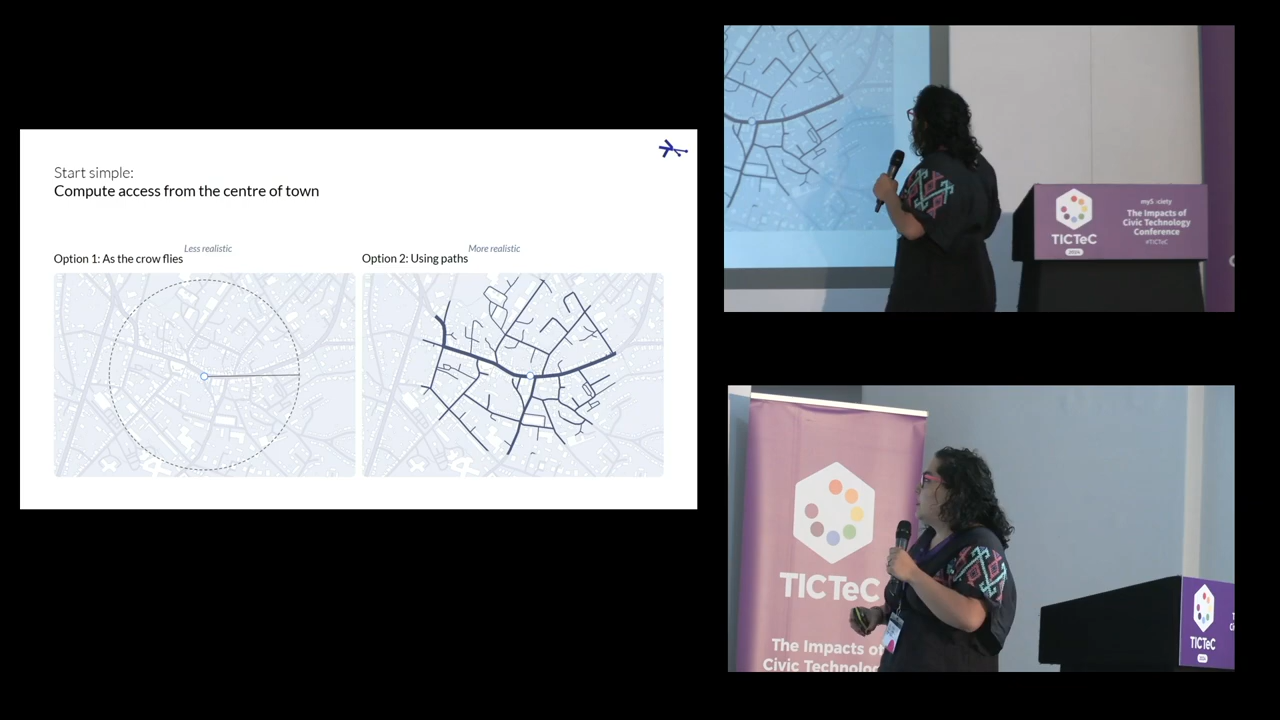 Start simple:
Compute access from the centre of town
Less realistic
Option 1: As the crow flies
More realistic
Option 2: Using paths
TICTeC
The Impacts of
Civic Technology
Conference
#TICTeC
TICTeC
The Impacts of
Civic
TICTeC